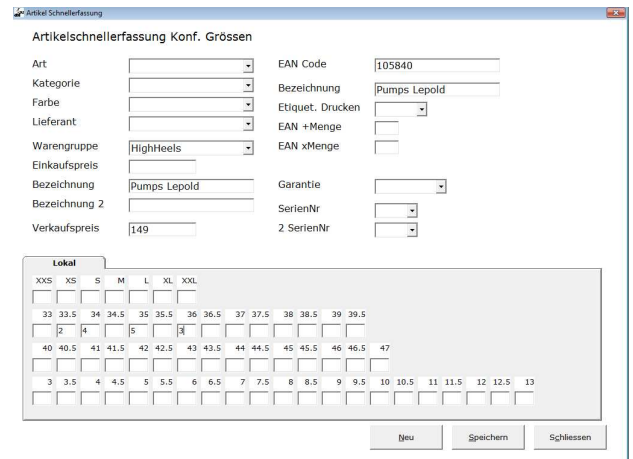 Artikel Schnellerfassung
Artikelschnellerfassung Konf. Grössen
Art
EAN Code 105840
Kategorie
Bezeichnung Pumps Lepold
Farbe
Etiquet. Drucken
Lieferant
EAN +Menge
Warengruppe HighHeels
EAN xMenge
Einkaufspreis
Bezeichnung Pumps Lepold
Garantie
Bezeichnung 2
SerienNr
Verkaufspreis 149
2 SerienNr
Lokal
XXS XS S M L XL XXL
33 33.5 34 34.5 35 35.5 36 36.5 37 37.5 38 38.5 39 39.5
2 4 5 3
40 40.5 41 41.5 42 42.5 43 43.5 44 44.5 45 45.5 46 46.5 47
3 3.5 4 4.5 5 5.5 6 6.5 7 7.5 8 8.5 9 9.5 10 10.5 11 11.5 12 12.5 13
Neu Speichern Schliessen